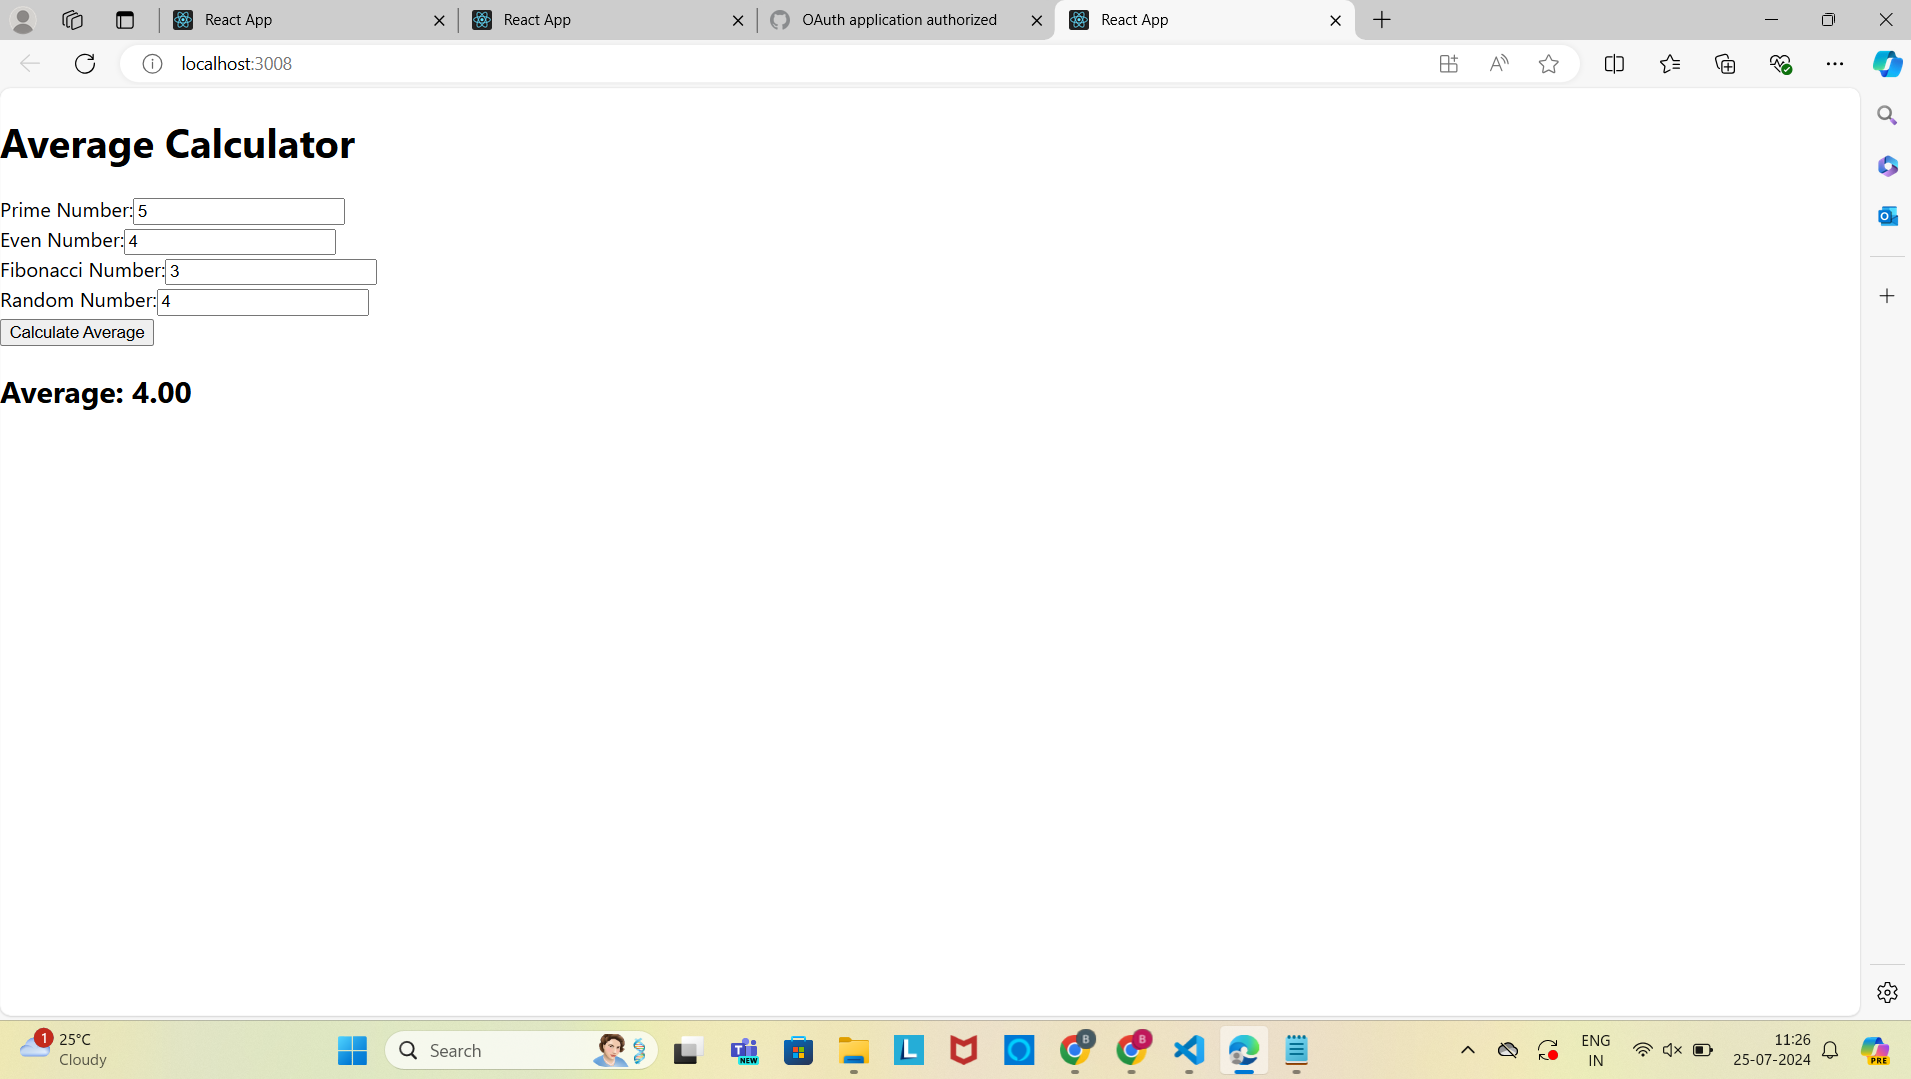 React App
React App
OAuth application authorized
React App
localhost:3008
Average Calculator
Prime Number: 5
Even Number: 4
Fibonacci Number: 3
Random Number: 4
Calculate Average
Average: 4.00
1
25°C
Cloudy
Search
NEW
L
B
B
ENG
IN
11:26
25-07-2024
PRE